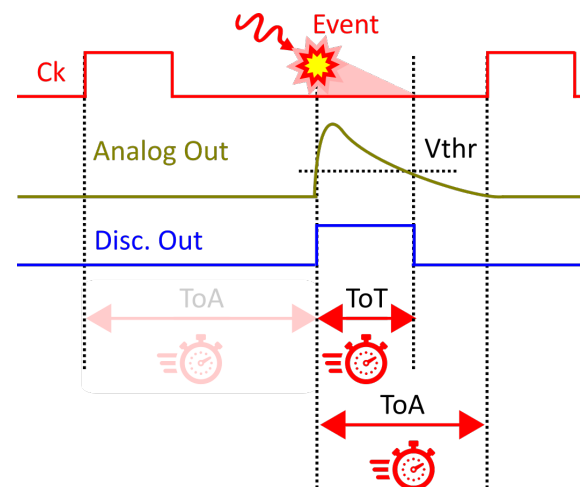 Event
Ck
Analog Out
Vthr
Disc. Out
ToA
ToT
ToA